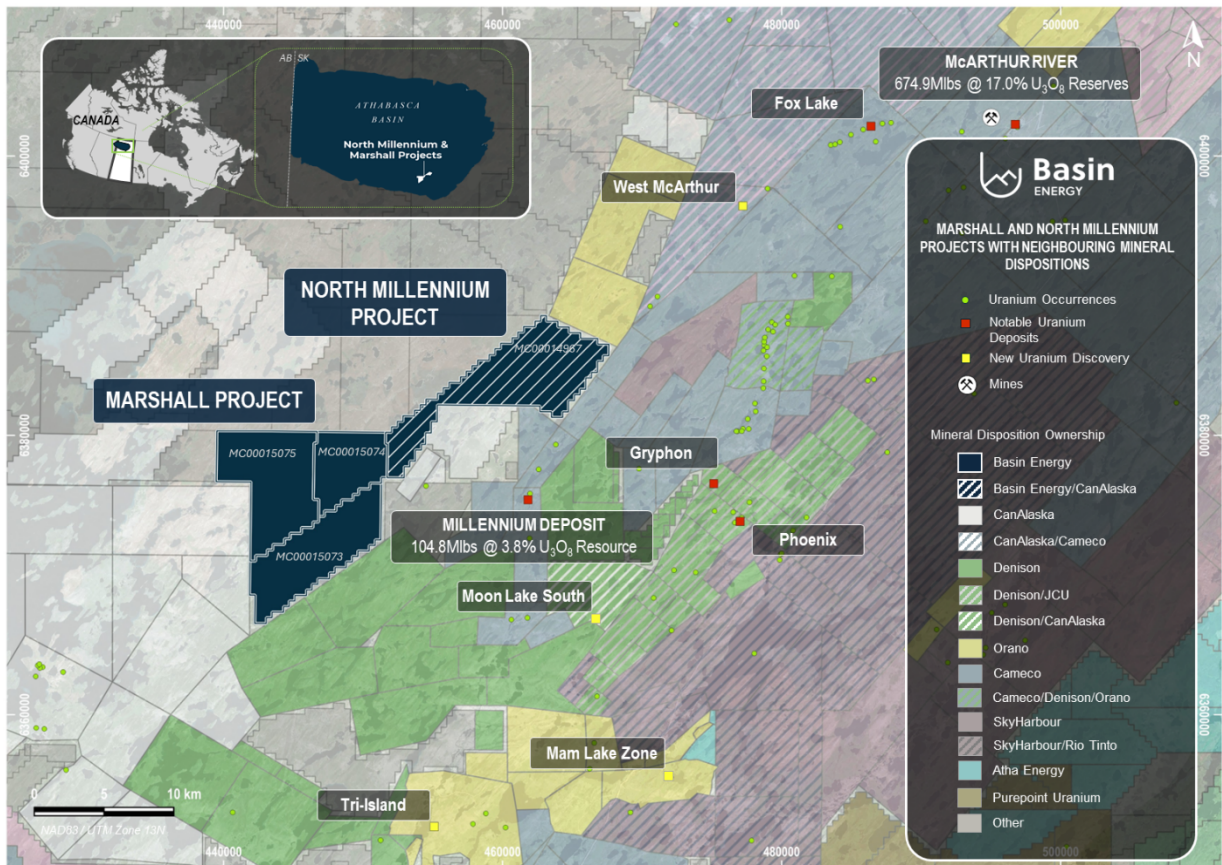 440000
460000
480000
500000
N
AB
SK
CANADA
ATHABASCA
BASIN
North Millennium &
Marshall Projects
McARTHUR RIVER
674.9Mlbs @ 17.0% U₃O₈ Reserves
Fox Lake
West McArthur
6400000
6400000
NORTH MILLENNIUM
PROJECT
MC00014967
MARSHALL PROJECT
6380000
6380000
MC00015075
MC00015074
MC00015073
Gryphon
MILLENNIUM DEPOSIT
104.8Mlbs @ 3.8% U₃O₈ Resource
Phoenix
Moon Lake South
6360000
6360000
Mam Lake Zone
Tri-Island
0
5
10 km
NAD83 / UTM Zone 13N
440000
460000
480000
500000
Basin
ENERGY
MARSHALL AND NORTH MILLENNIUM
PROJECTS WITH NEIGHBOURING MINERAL
DISPOSITIONS
Uranium Occurrences
Notable Uranium
Deposits
New Uranium Discovery
Mines
Mineral Disposition Ownership
Basin Energy
Basin Energy/CanAlaska
CanAlaska
CanAlaska/Cameco
Denison
Denison/JCU
Denison/CanAlaska
Orano
Cameco
Cameco/Denison/Orano
SkyHarbour
SkyHarbour/Rio Tinto
Atha Energy
Purepoint Uranium
Other